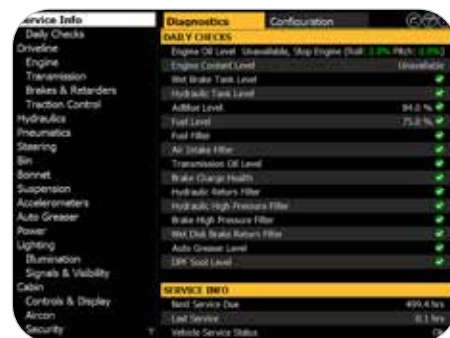 Service Info
Daily Checks
Driveline
Engine
Transmission
Brakes & Retarders
Traction Control
Hydraulics
Pneumatics
Steering
Bin
Bonnet
Suspension
Accelerometers
Auto Greaser
Power
Lighting
Illumination
Signals & Visibility
Cabin
Controls & Display
Aircon
Security
Diagnostics
Configuration
DAILY CHECKS
Engine Oil Level Unavailable, Stop Engine (Roll: Pitch:
Engine Coolant Level Unavailable
Wet Brake Tank Level
Hydraulic Tank Level
AdBlue Level 84.0 %
Fuel Level 75.0 %
Fuel Filter
Air Intake Filter
Transmission Oil Level
Brake Charge Health
Hydraulic Return Filter
Hydraulic High Pressure Filter
Brake High Pressure Filter
Wet Disk Brake Return Filter
Auto Greaser Level
DPF Soot Level
SERVICE INFO
Next Service Due 499.4 hrs
Last Service 0.1 hrs
Vehicle Service Status Ok